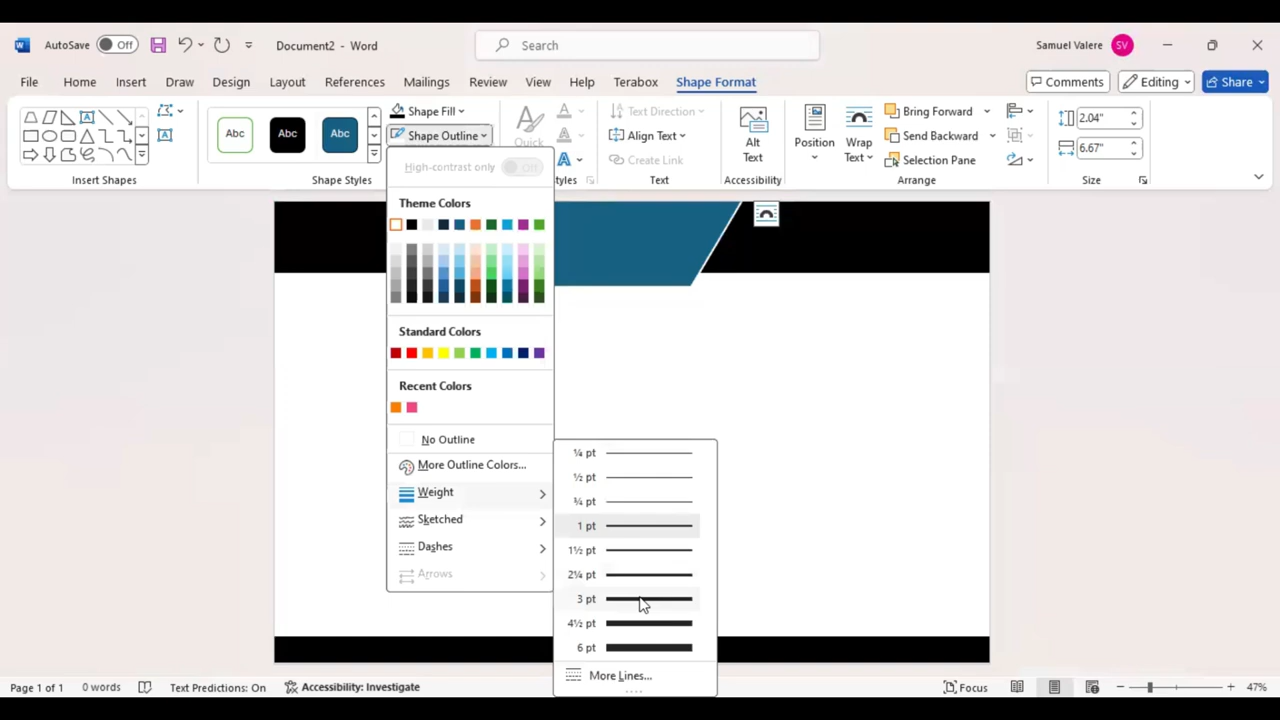 AutoSave Off Document2 - Word Search Samuel Valere SV
File Home Insert Draw Design Layout References Mailings Review View Help Terabox Shape Format Comments Editing Share
Abc Abc Abc Shape Fill Text Direction Bring Forward 2.04"
Shape Outline Quick Align Text Alt Text Position Wrap Text Send Backward
Create Link Selection Pane 6.67"
Insert Shapes Shape Styles yles Text Accessibility Arrange Size
High-contrast only Off
Theme Colors
Standard Colors
Recent Colors
No Outline
More Outline Colors...
Weight
Sketched
Dashes
Arrows
¼ pt
½ pt
¾ pt
1 pt
1½ pt
2¼ pt
3 pt
4½ pt
6 pt
More Lines...
Page 1 of 1 0 words Text Predictions: On Accessibility: Investigate Focus 47%